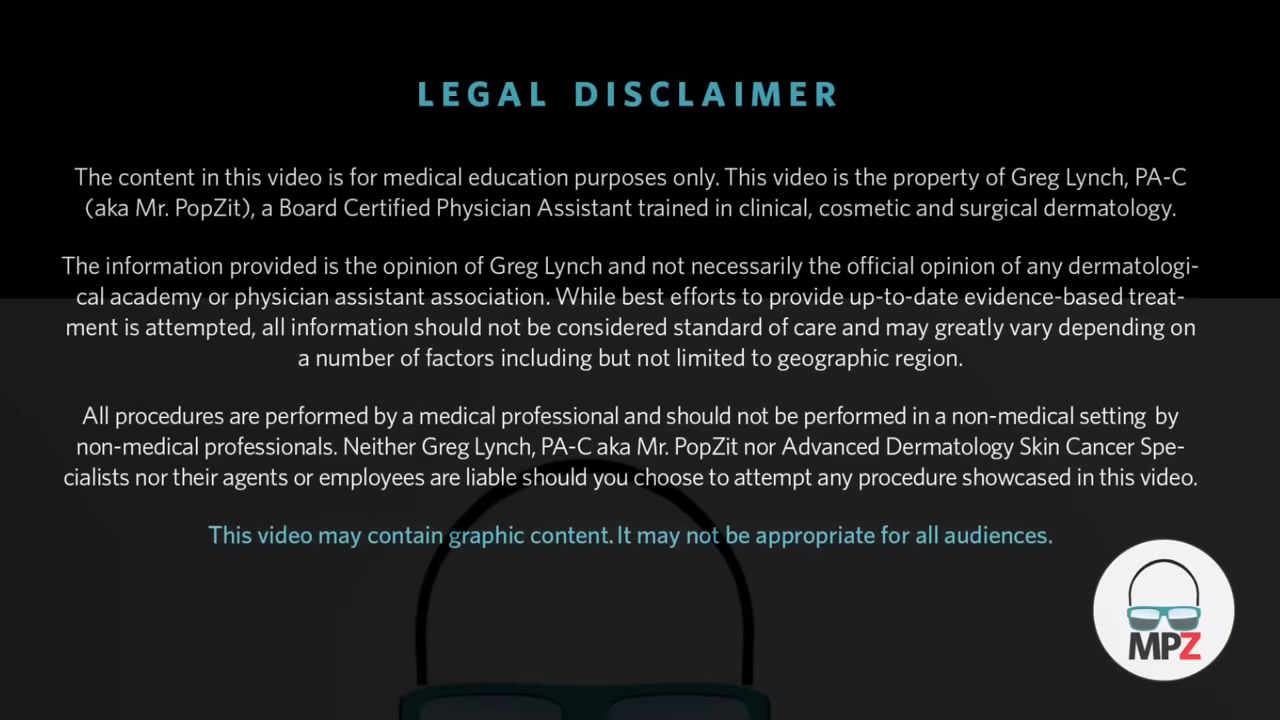 LEGAL DISCLAIMER
The content in this video is for medical education purposes only. This video is the property of Greg Lynch, PA-C
(aka Mr. PopZit), a Board Certified Physician Assistant trained in clinical, cosmetic and surgical dermatology.
The information provided is the opinion of Greg Lynch and not necessarily the official opinion of any dermatologi-
cal academy or physician assistant association. While best efforts to provide up-to-date evidence-based treat-
ment is attempted, all information should not be considered standard of care and may greatly vary depending on
a number of factors including but not limited to geographic region.
All procedures are performed by a medical professional and should not be performed in a non-medical setting by
non-medical professionals. Neither Greg Lynch, PA-C aka Mr. PopZit nor Advanced Dermatology Skin Cancer Spe-
cialists nor their agents or employees are liable should you choose to attempt any procedure showcased in this video.
This video may contain graphic content. It may not be appropriate for all audiences.
MPZ